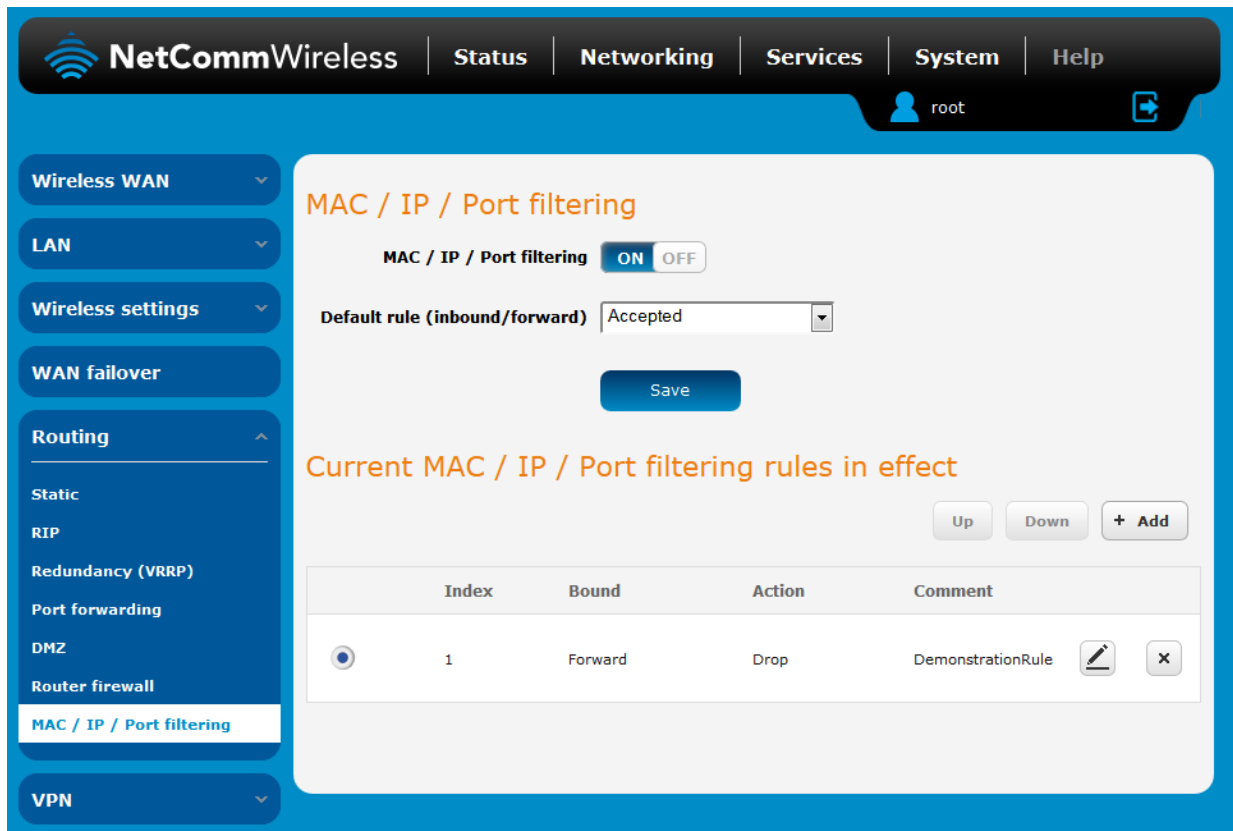 NetCommWireless Status Networking Services System Help
root
Wireless WAN
LAN
Wireless settings
WAN failover
Routing
Static
RIP
Redundancy (VRRP)
Port forwarding
DMZ
Router firewall
MAC / IP / Port filtering
VPN
MAC / IP / Port filtering
MAC / IP / Port filtering ON OFF
Default rule (inbound/forward) Accepted
Save
Current MAC / IP / Port filtering rules in effect
Up Down + Add
Index Bound Action Comment
1 Forward Drop DemonstrationRule